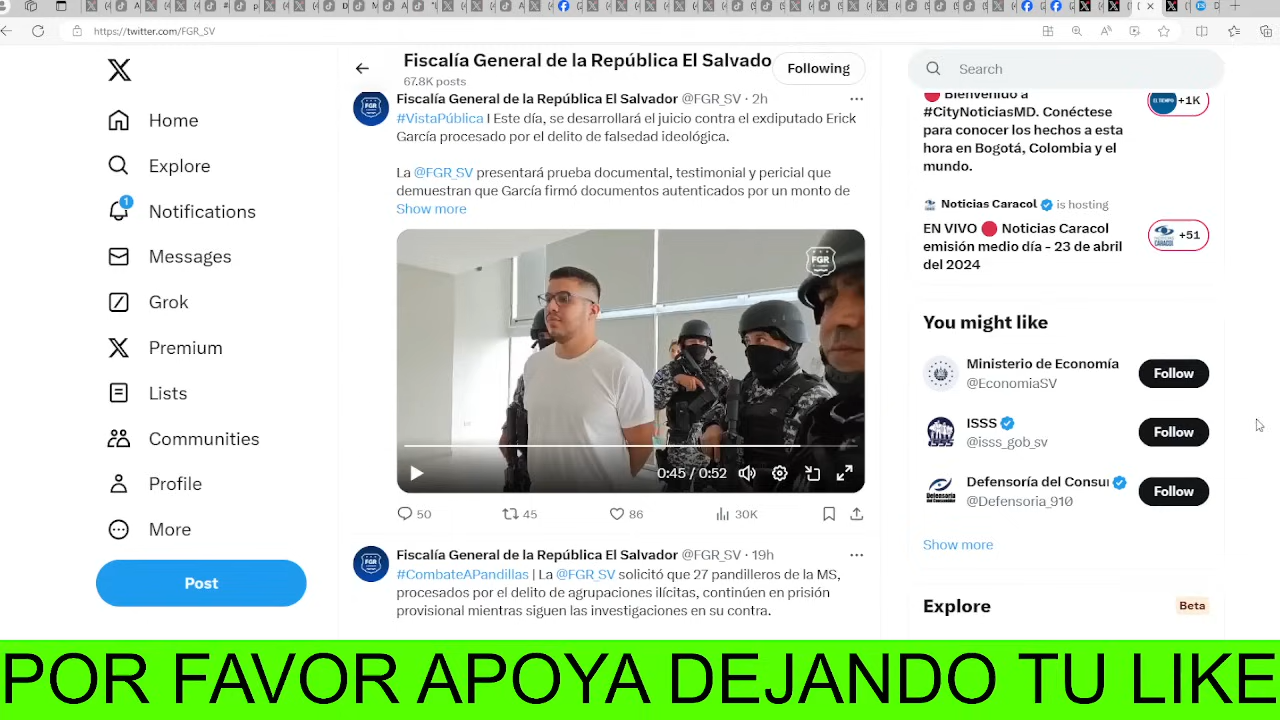 https://twitter.com/FGR_SV
Home
Explore
1
Notifications
Messages
Grok
Premium
Lists
Communities
Profile
More
Post
Fiscalía General de la República El Salvado
67.8K posts
Following
Fiscalía General de la República El Salvador @FGR_SV · 2h
#VistaPública | Este día, se desarrollará el juicio contra el exdiputado Erick
García procesado por el delito de falsedad ideológica.
La @FGR_SV presentará prueba documental, testimonial y pericial que
demuestran que García firmó documentos autenticados por un monto de
Show more
FGR
0:45 / 0:52
50
45
86
30K
Fiscalía General de la República El Salvador @FGR_SV · 19h
#CombateAPandillas | La @FGR_SV solicitó que 27 pandilleros de la MS,
procesados por el delito de agrupaciones ilícitas, continúen en prisión
provisional mientras siguen las investigaciones en su contra.
Search
Bienvenido a
#CityNoticiasMD. Conéctese
para conocer los hechos a esta
hora en Bogotá, Colombia y el
mundo.
EL TIEMPO +1K
Noticias Caracol is hosting
EN VIVO 🔴 Noticias Caracol
emisión medio día - 23 de abril
del 2024
+51
You might like
Ministerio de Economía
@EconomiaSV
Follow
ISSS
@isss_gob_sv
Follow
Defensoría del Consu
@Defensoria_910
Follow
Show more
Explore
Beta
POR FAVOR APOYA DEJANDO TU LIKE